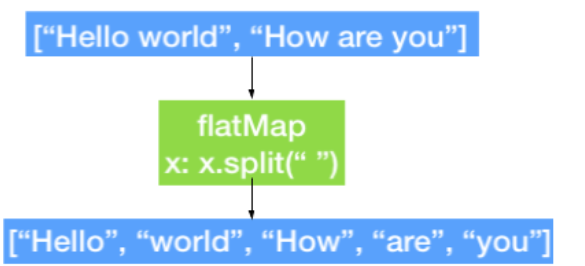 [“Hello world”, “How are you”]
flatMap
x: x.split(“ ”)
[“Hello”, “world”, “How”, “are”, “you”]